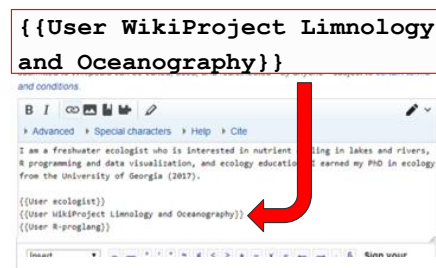 {{User WikiProject Limnology
and Oceanography}}
and conditions.
B I
Advanced Special characters Help Cite
I am a freshwater ecologist who is interested in nutrient ling in lakes and rivers,
R programming and data visualization, and ecology educatio I earned my PhD in ecology
from the University of Georgia (2017).
{{User ecologist}}
{{User WikiProject Limnology and Oceanography}}
{{User R-proglang}}
Insert Sign your